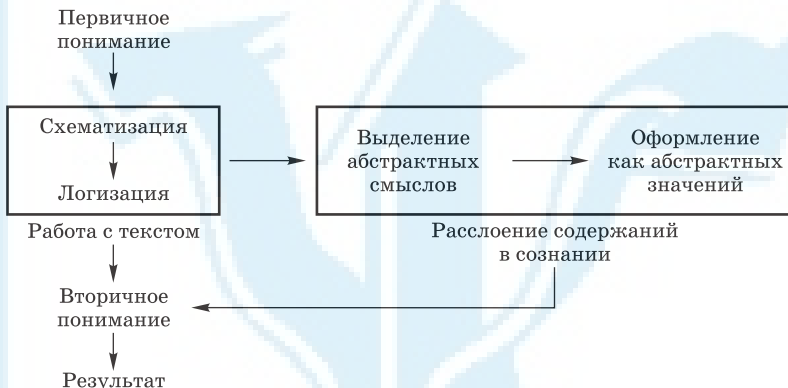 Первичное
понимание
Схематизация
Логизация
Работа с текстом
Выделение
абстрактных
смыслов
Оформление
как абстрактных
значений
Расслоение содержаний
в сознании
Вторичное
понимание
Результат